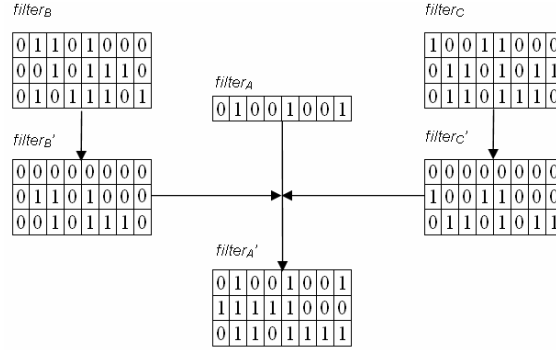 filterB
0 1 1 0 1 0 0 0
0 0 1 0 1 1 1 0
0 1 0 1 1 1 0 1
filterC
1 0 0 1 1 0 0 0
0 1 1 0 1 0 1 1
0 1 1 0 1 1 1 0
filterA
0 1 0 0 1 0 0 1
filterB'
0 0 0 0 0 0 0 0
0 1 1 0 1 0 0 0
0 0 1 0 1 1 1 0
filterC'
0 0 0 0 0 0 0 0
1 0 0 1 1 0 0 0
0 1 1 0 1 0 1 1
filterA'
0 1 0 0 1 0 0 1
1 1 1 1 1 0 0 0
0 1 1 0 1 1 1 1